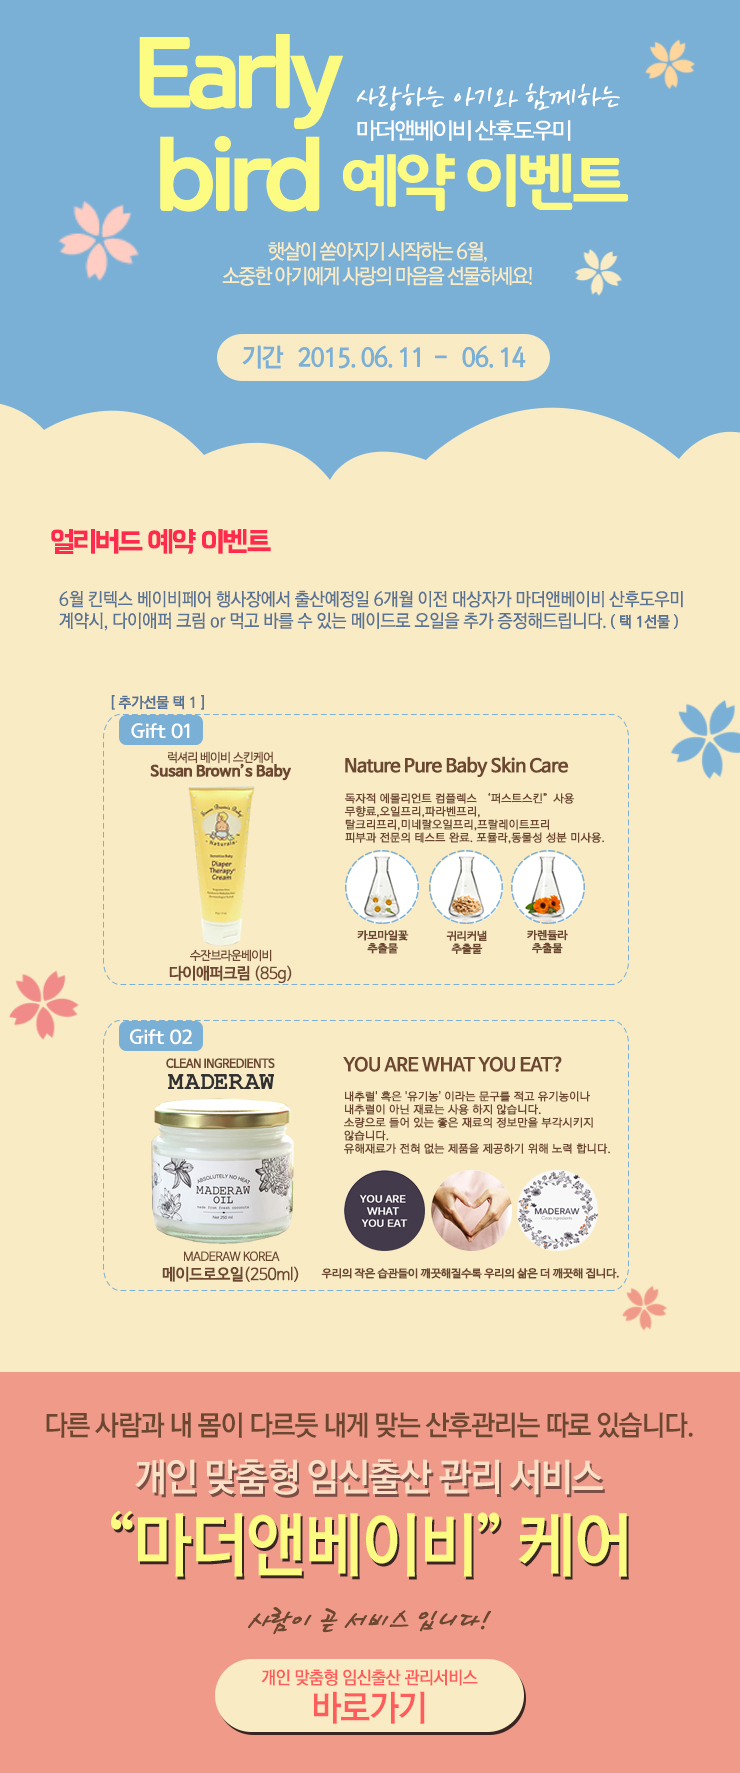 Early
사랑하는 아기와 함께하는
마더앤베이비 산후도우미
bird 예약 이벤트
햇살이 쏟아지기 시작하는 6월,
소중한 아기에게 사랑의 마음을 선물하세요!
기간 2015. 06. 11 - 06. 14
얼리버드 예약 이벤트
6월 킨텍스 베이비페어 행사장에서 출산예정일 6개월 이전 대상자가 마더앤베이비 산후도우미
계약시, 다이애퍼 크림 or 먹고 바를 수 있는 메이드로 오일을 추가 증정해드립니다. ( 택 1선물 )
[ 추가선물 택 1 ]
Gift 01
럭셔리 베이비 스킨케어
Susan Brown's Baby
Susan Brown's Baby
Naturals
Sensitive Baby
Diaper
Therapy
Cream
수잔브라운베이비
다이애퍼크림 (85g)
Nature Pure Baby Skin Care
독자적 에몰리언트 컴플렉스 ‘퍼스트스킨” 사용
무향료,오일프리,파라벤프리,
탈크리프리,미네랄오일프리,프탈레이트프리
피부과 전문의 테스트 완료. 포뮬라,동물성 성분 미사용.
카모마일꽃
추출물
귀리커낼
추출물
카렌듈라
추출물
Gift 02
CLEAN INGREDIENTS
MADERAW
ABSOLUTELY NO HEAT
MADERAW
OIL
made from fresh coconuts
Net 250 ml
MADERAW KOREA
메이드로오일(250ml)
YOU ARE WHAT YOU EAT?
내추럴' 혹은 '유기농' 이라는 문구를 적고 유기농이나
내추럴이 아닌 재료는 사용 하지 않습니다.
소량으로 들어 있는 좋은 재료의 정보만을 부각시키지
않습니다.
유해재료가 전혀 없는 제품을 제공하기 위해 노력 합니다.
YOU ARE
WHAT
YOU EAT
MADERAW
Clean Ingredients
우리의 작은 습관들이 깨끗해질수록 우리의 삶은 더 깨끗해 집니다.
다른 사람과 내 몸이 다르듯 내게 맞는 산후관리는 따로 있습니다.
개인 맞춤형 임신출산 관리 서비스
“마더앤베이비” 케어
사람이 곧 서비스 입니다!
개인 맞춤형 임신출산 관리서비스
바로가기